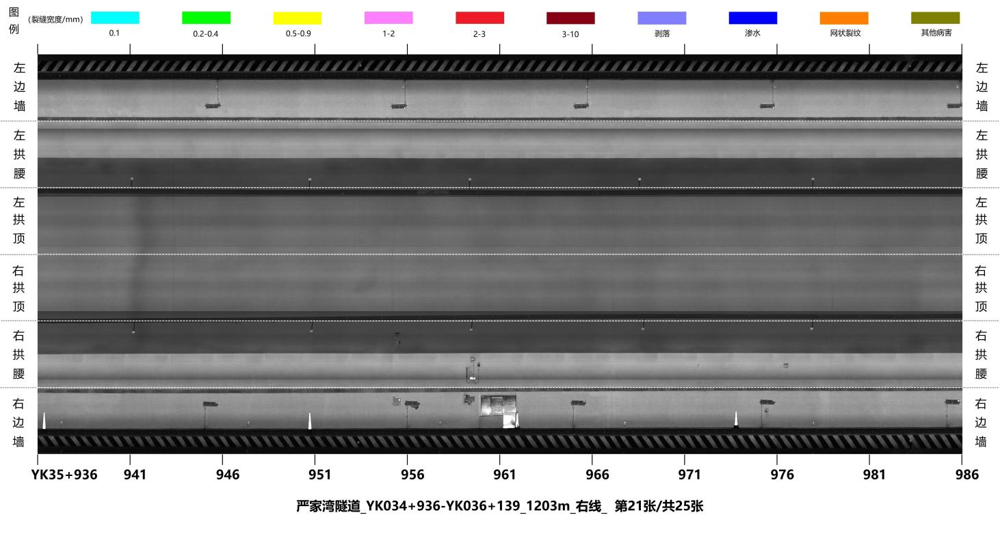 图例
(裂缝宽度/mm)
0.1 0.2-0.4 0.5-0.9 1-2 2-3 3-10 剥落 渗水 网状裂纹 其他病害
左边墙 左边墙
左拱腰 左拱腰
左拱顶 左拱顶
右拱顶 右拱顶
右拱腰 右拱腰
右边墙 右边墙
YK35+936 941 946 951 956 961 966 971 976 981 986
严家湾隧道_YK034+936-YK036+139_1203m_右线_ 第21张/共25张